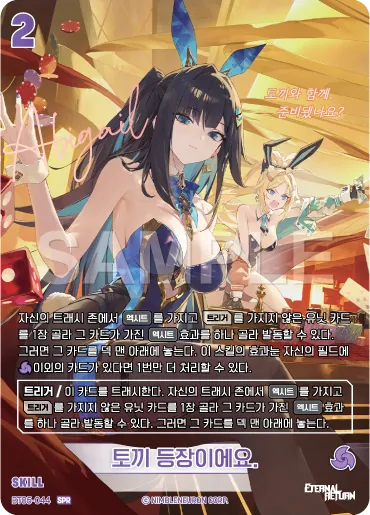 2
Abigail
토끼와 함께.
준비됐나요?
SAMPLE
자신의 트래시 존에서 엑시트 를 가지고 트리거 를 가지지 않은 유닛 카드
를 1장 골라 그 카드가 가진 엑시트 효과를 하나 골라 발동할 수 있다.
그러면 그 카드를 덱 맨 아래에 놓는다. 이 스킬의 효과는 자신의 필드에
이외의 카드가 있다면 1번만 더 처리할 수 있다.
트리거 / 이 카드를 트래시한다. 자신의 트래시 존에서 엑시트 를 가지고
트리거 를 가지지 않은 유닛 카드를 1장 골라 그 카드가 가진 엑시트 효과
를 하나 골라 발동할 수 있다. 그러면 그 카드를 덱 맨 아래에 놓는다.
토끼 등장이에요.
SKILL
BT06-044 SPR
© NIMBLENEURON CORP.
ETERNAL
RETURN